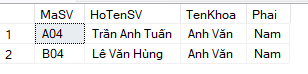 MaSV HoTenSV TenKhoa Phai
1 A04 Trần Anh Tuấn Anh Văn Nam
2 B04 Lê Văn Hùng Anh Văn Nam